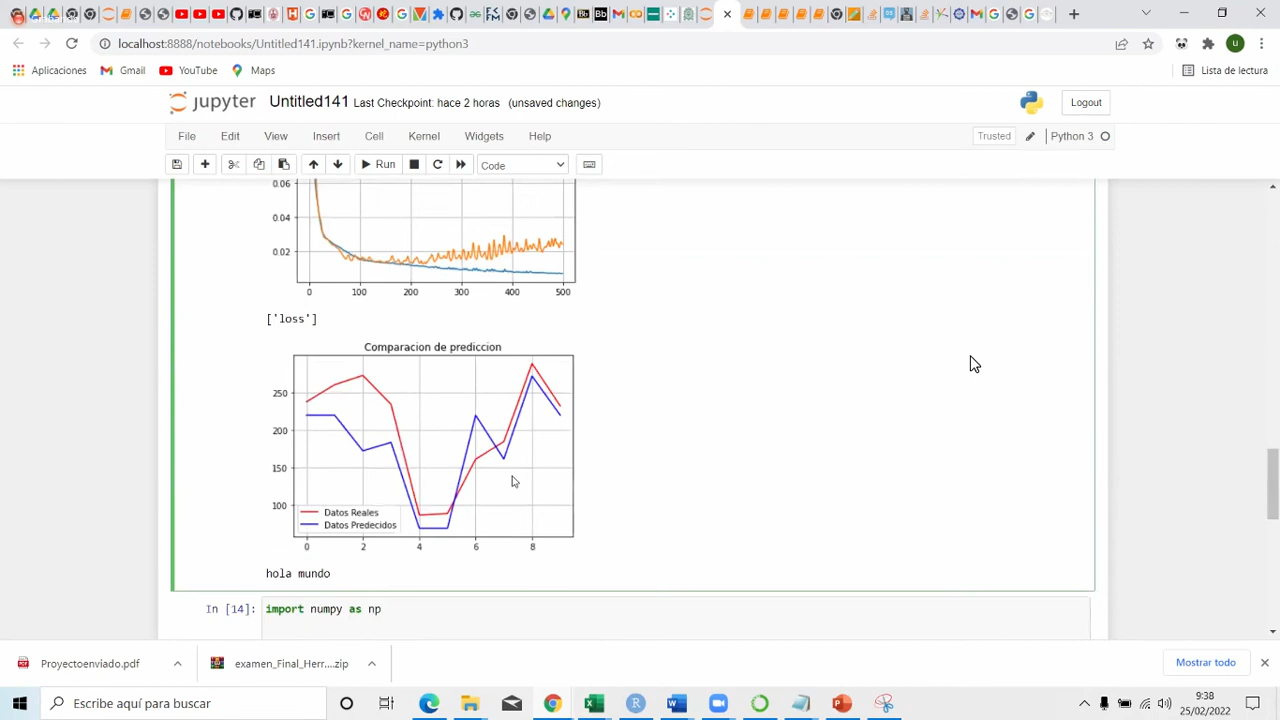 localhost:8888/notebooks/Untitled141.ipynb?kernel_name=python3
Aplicaciones Gmail YouTube Maps Lista de lectura
jupyter Untitled141 Last Checkpoint: hace 2 horas (unsaved changes) Logout
File Edit View Insert Cell Kernel Widgets Help Trusted Python 3
Run Code
0.06
0.04
0.02
0 100 200 300 400 500
['loss']
Comparacion de prediccion
250
200
150
100
Datos Reales
Datos Predecidos
0 2 4 6 8
hola mundo
In [14]: import numpy as np
Proyectoenviado.pdf examen_Final_Herr....zip Mostrar todo
Escribe aquí para buscar
9:38
25/02/2022